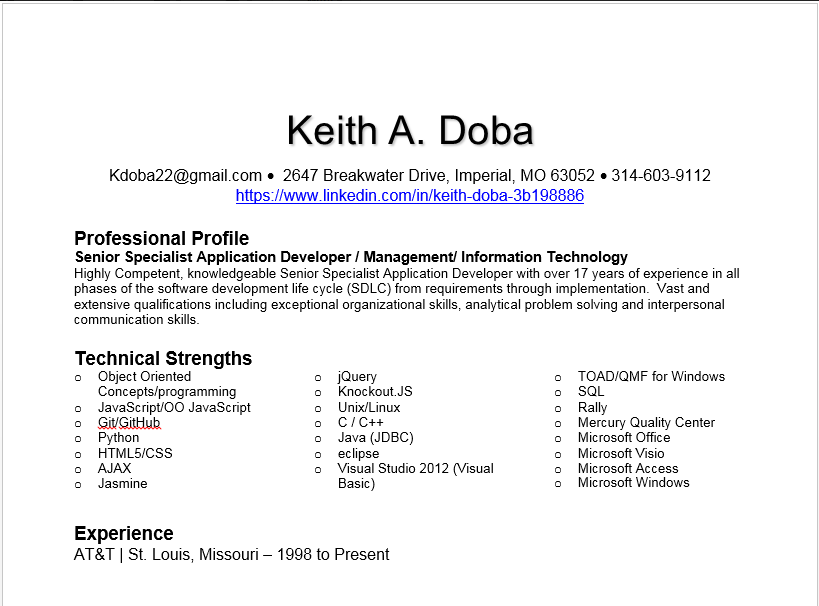 Keith A. Doba
Kdoba22@gmail.com ● 2647 Breakwater Drive, Imperial, MO 63052 ● 314-603-9112
https://www.linkedin.com/in/keith-doba-3b198886
Professional Profile
Senior Specialist Application Developer / Management/ Information Technology
Highly Competent, knowledgeable Senior Specialist Application Developer with over 17 years of experience in all
phases of the software development life cycle (SDLC) from requirements through implementation.  Vast and
extensive qualifications including exceptional organizational skills, analytical problem solving and interpersonal
communication skills.
Technical Strengths
o Object Oriented
Concepts/programming
o JavaScript/OO JavaScript
o Git/GitHub
o Python
o HTML5/CSS
o AJAX
o Jasmine
o jQuery
o Knockout.JS
o Unix/Linux
o C / C++
o Java (JDBC)
o eclipse
o Visual Studio 2012 (Visual
Basic)
o TOAD/QMF for Windows
o SQL
o Rally
o Mercury Quality Center
o Microsoft Office
o Microsoft Visio
o Microsoft Access
o Microsoft Windows
Experience
AT&T | St. Louis, Missouri – 1998 to Present